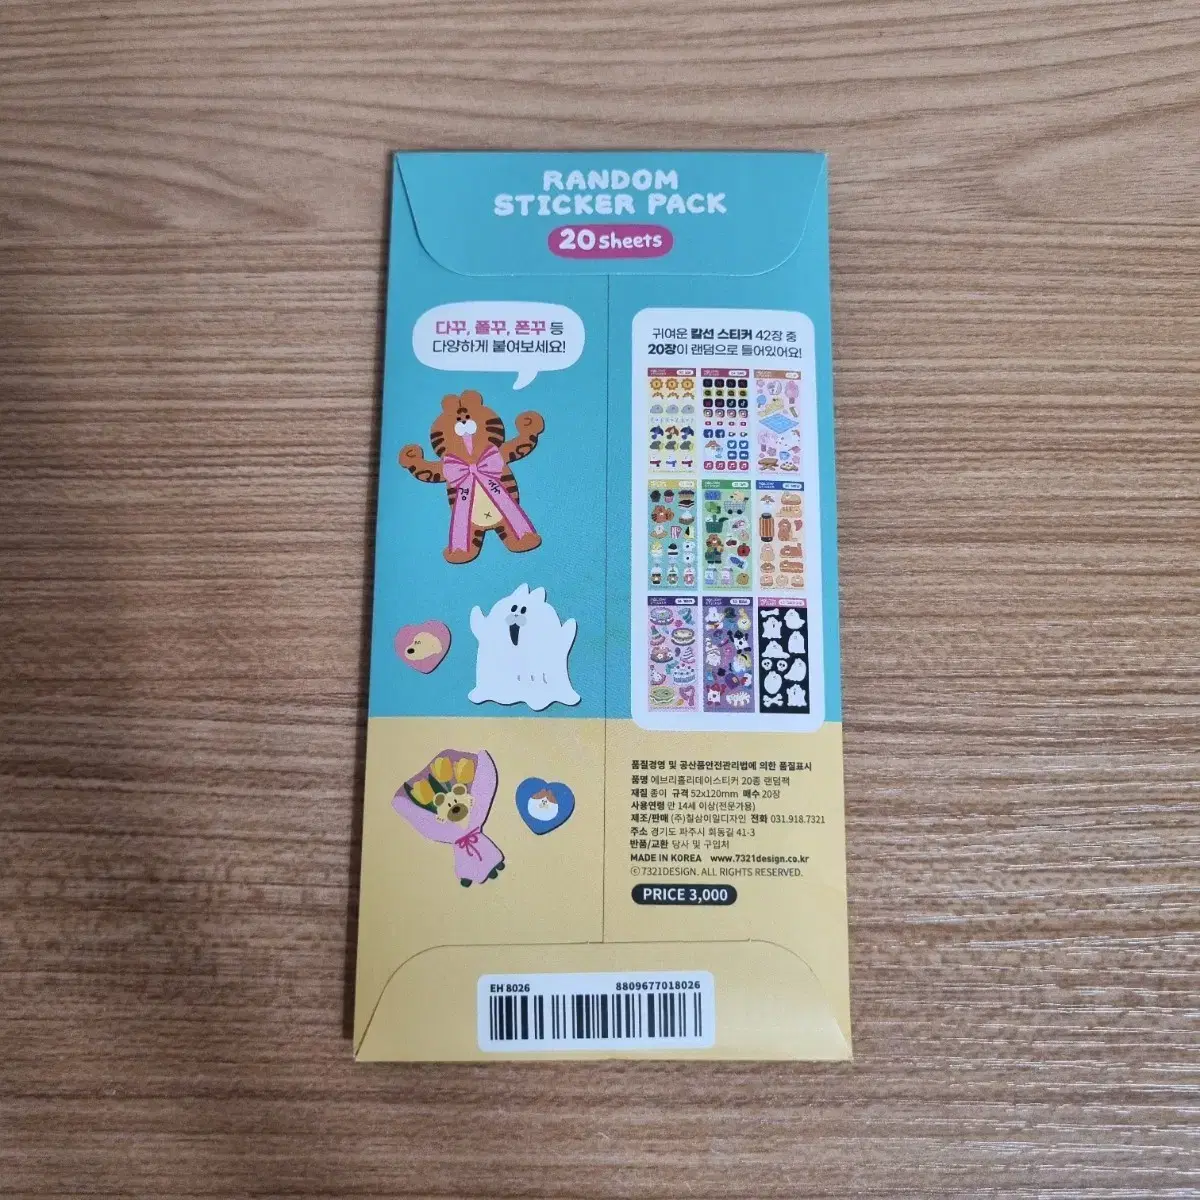 RANDOM
STICKER PACK
20 sheets
다꾸, 폴꾸, 폰꾸 등
다양하게 붙여보세요!
경
축
귀여운 칼선 스티커 42장 중
20장이 랜덤으로 들어있어요!
품질경영 및 공산품안전관리법에 의한 품질표시
품명 에브리홀리데이스티커 20종 랜덤팩
재질 종이 규격 52x120mm 매수 20장
사용연령 만 14세 이상(전문가용)
제조/판매 (주)칠삼이일디자인 전화 031.918.7321
주소 경기도 파주시 회동길 41-3
반품/교환 당사 및 구입처
MADE IN KOREA www.7321design.co.kr
ⓒ7321DESIGN. ALL RIGHTS RESERVED.
PRICE 3,000
EH 8026 8809677018026